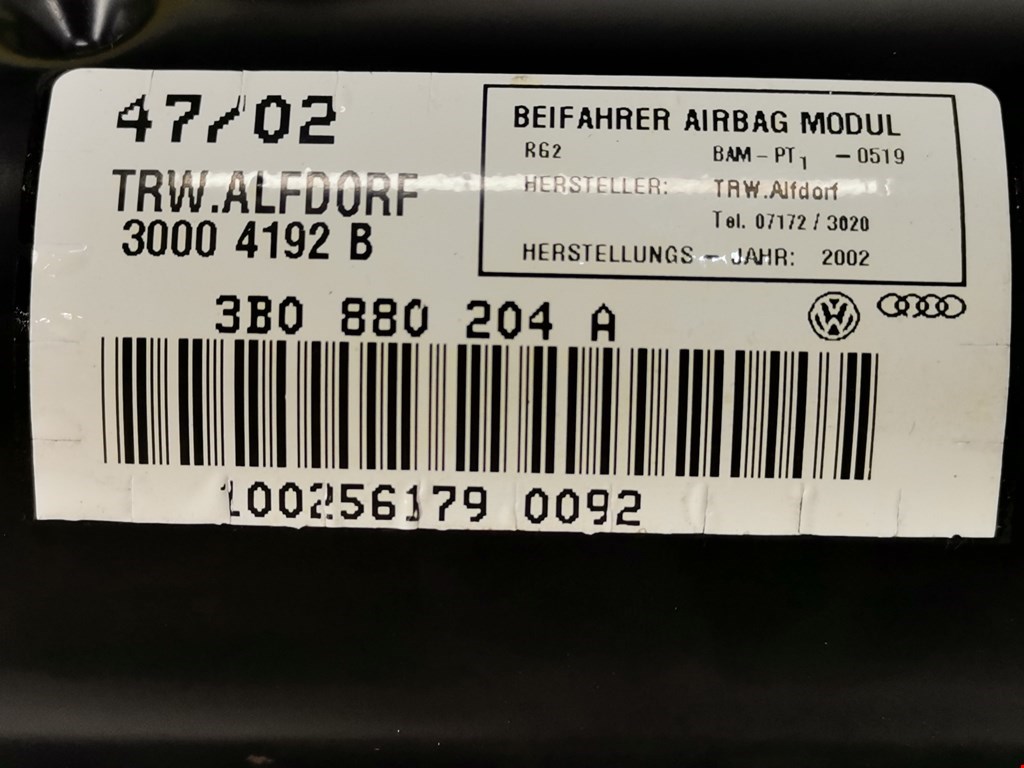 47/02
TRW.ALFDORF
3000 4192 B
BEIFAHRER AIRBAG MODUL
RG2 BAM-PT1 -0519
HERSTELLER: TRW.Alfdorf
Tel. 07172/3020
HERSTELLUNGS-JAHR: 2002
3B0 880 204 A
VW
100256179 0092